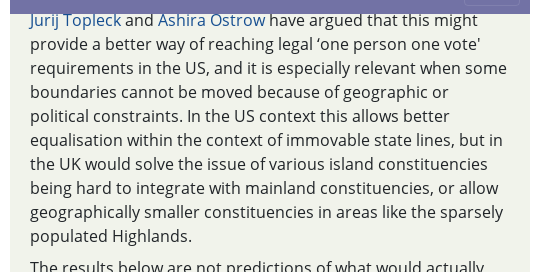 Jurij Topleck and Ashira Ostrow have argued that this might
provide a better way of reaching legal ‘one person one vote'
requirements in the US, and it is especially relevant when some
boundaries cannot be moved because of geographic or
political constraints. In the US context this allows better
equalisation within the context of immovable state lines, but in
the UK would solve the issue of various island constituencies
being hard to integrate with mainland constituencies, or allow
geographically smaller constituencies in areas like the sparsely
populated Highlands.
The results below are not predictions of what would actually